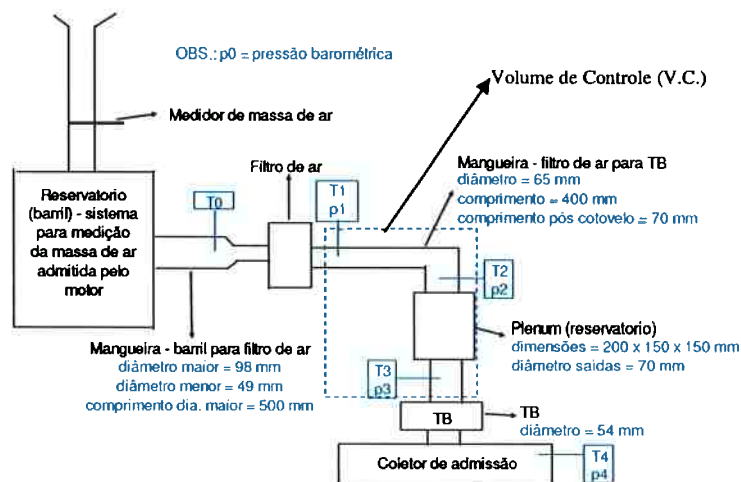 OBS.: p0 = pressão barométrica
Volume de Controle (V.C.)
Medidor de massa de ar
Filtro de ar
Mangueira - filtro de ar para TB
diâmetro = 65 mm
comprimento = 400 mm
comprimento pós cotovelo = 70 mm
Reservatorio
(barril) - sistema
para medição
da massa de ar
admitida pelo
motor
T0
T1
p1
T2
p2
Plenum (reservatorio)
dimensões = 200 x 150 x 150 mm
diâmetro saidas = 70 mm
Mangueira - barril para filtro de ar
diâmetro maior = 98 mm
diâmetro menor = 49 mm
comprimento dia. maior = 500 mm
T3
p3
TB
TB
diâmetro = 54 mm
Coletor de admissão
T4
p4